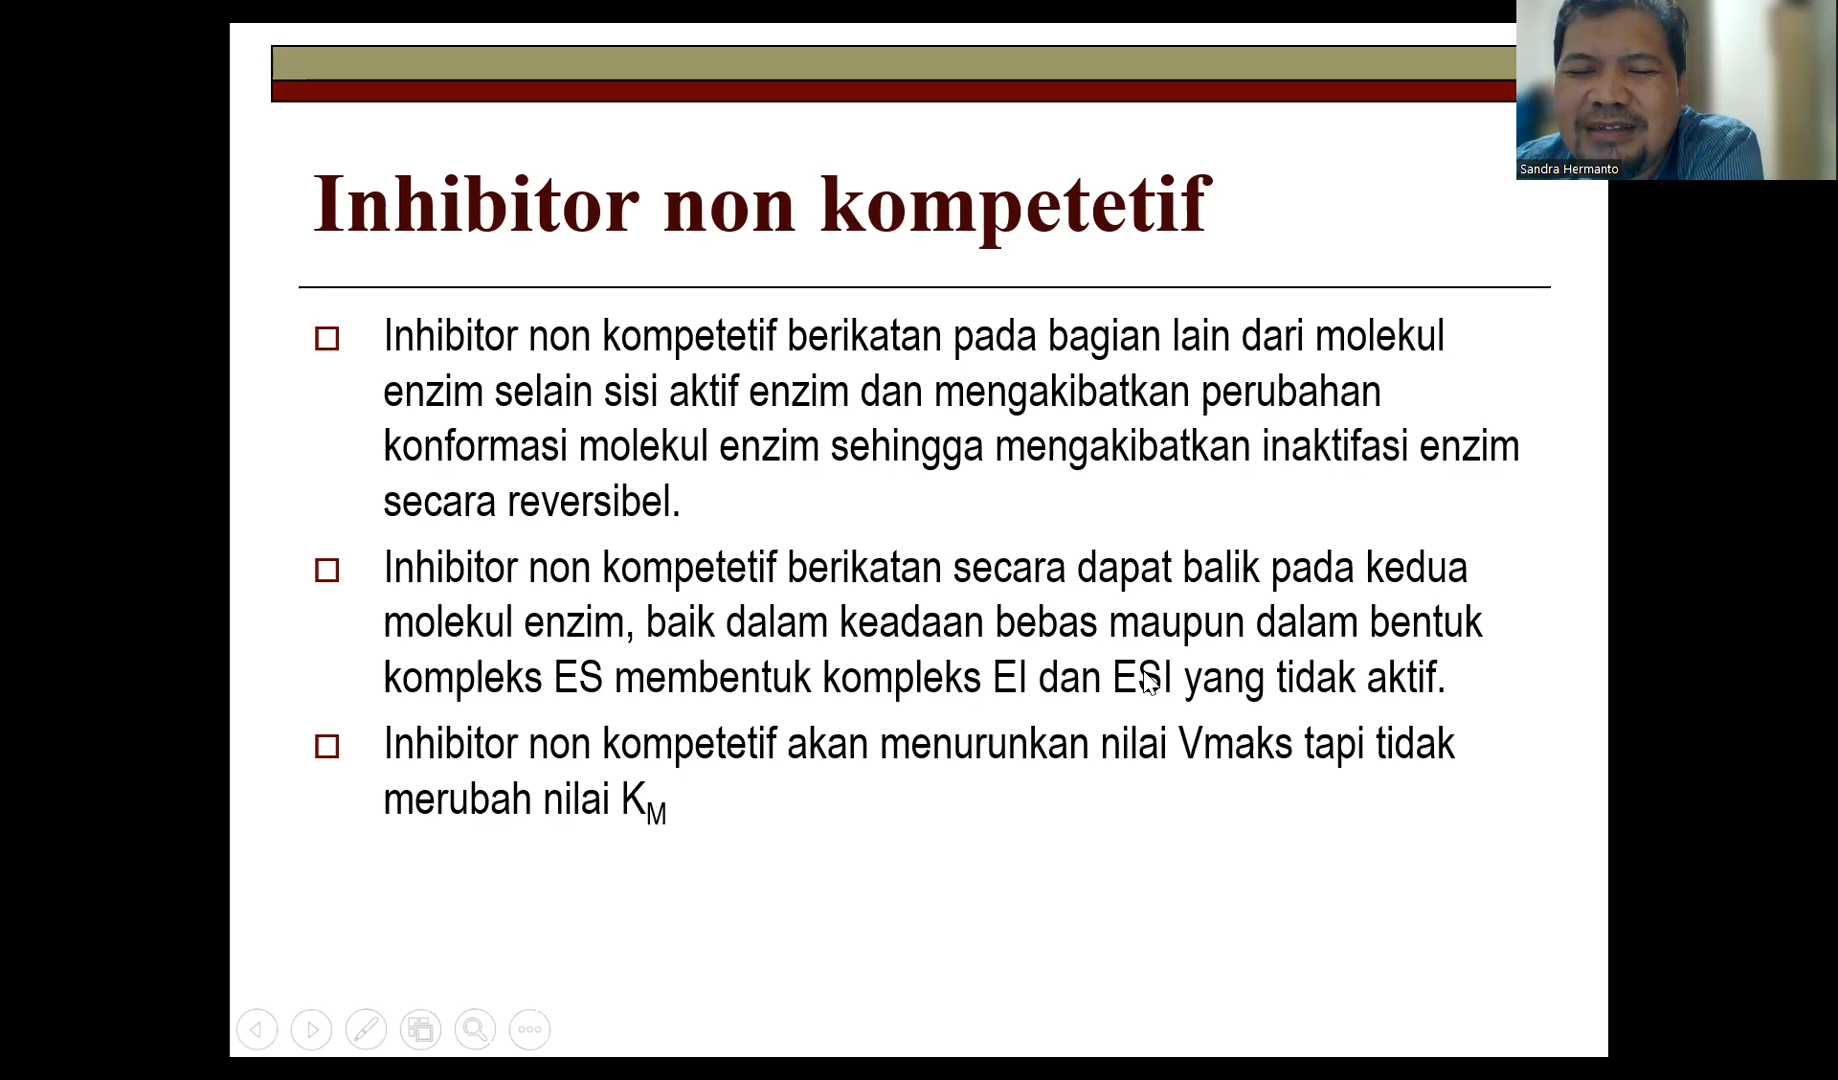 Sandra Hermanto
Inhibitor non kompetetif
Inhibitor non kompetetif berikatan pada bagian lain dari molekul
enzim selain sisi aktif enzim dan mengakibatkan perubahan
konformasi molekul enzim sehingga mengakibatkan inaktifasi enzim
secara reversibel.
Inhibitor non kompetetif berikatan secara dapat balik pada kedua
molekul enzim, baik dalam keadaan bebas maupun dalam bentuk
kompleks ES membentuk kompleks EI dan ESI yang tidak aktif.
Inhibitor non kompetetif akan menurunkan nilai Vmaks tapi tidak
merubah nilai KM